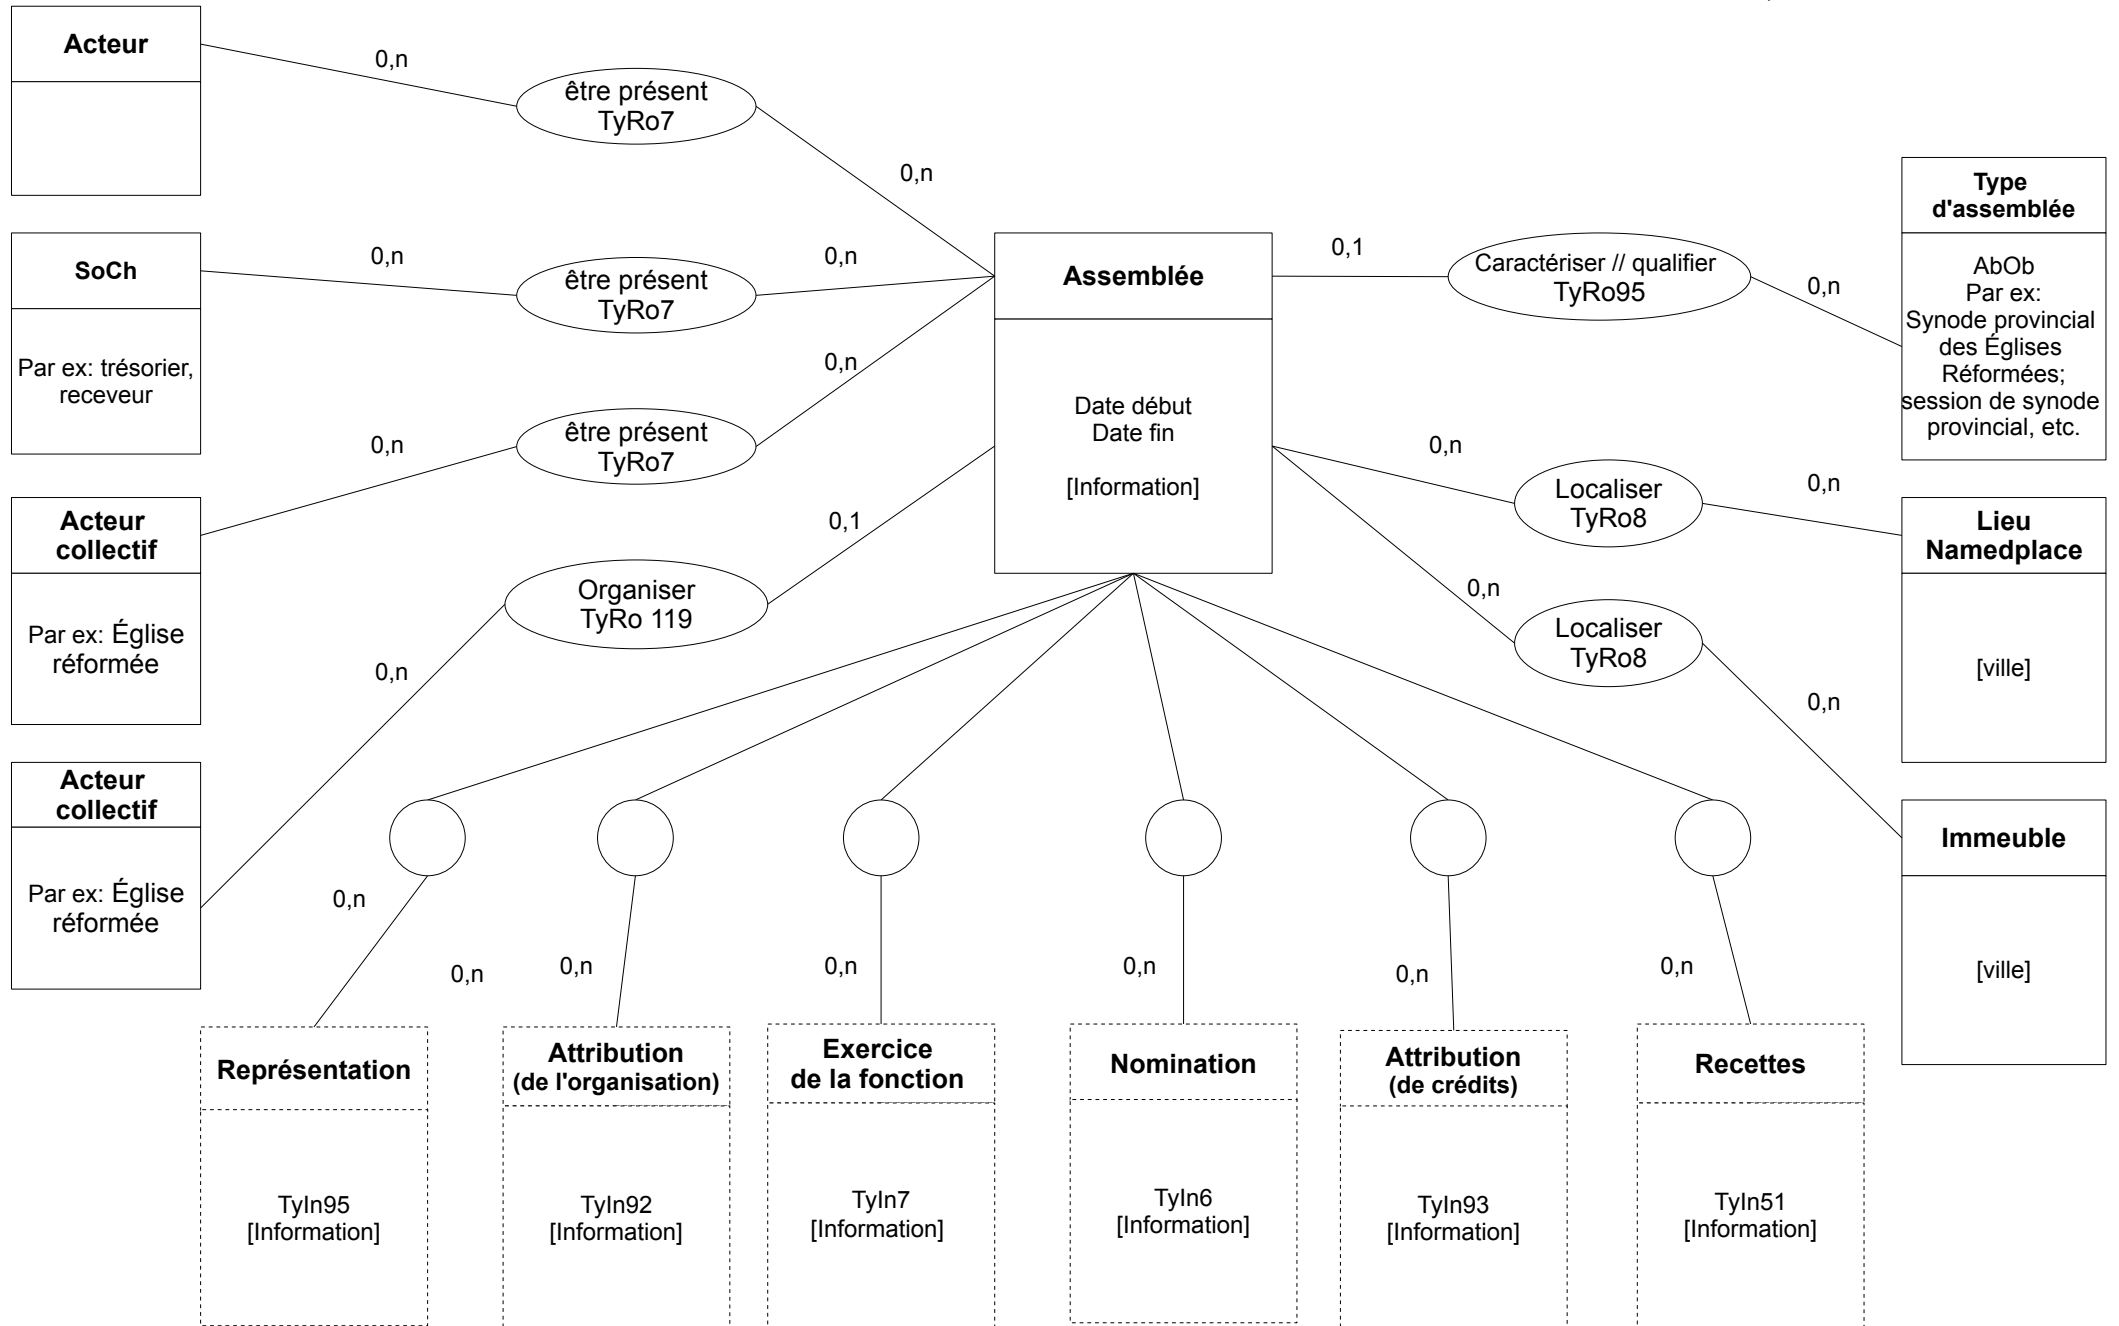 Acteur
0,n
être présent
TyRo7
0,n
SoCh
Par ex: trésorier,
receveur
0,n
être présent
TyRo7
0,n
Acteur
collectif
Par ex: Église
réformée
0,n
être présent
TyRo7
0,n
Acteur
collectif
Par ex: Église
réformée
0,n
Organiser
TyRo 119
0,1
Assemblée
Date début
Date fin
[Information]
0,1
Caractériser // qualifier
TyRo95
0,n
Type
d'assemblée
AbOb
Par ex:
Synode provincial
des Églises
Réformées;
session de synode
provincial, etc.
0,n
Localiser
TyRo8
0,n
Lieu
Namedplace
[ville]
0,n
Localiser
TyRo8
0,n
Immeuble
[ville]
0,n
0,n
0,n
0,n
0,n
0,n
0,n
Représentation
TyIn95
[Information]
Attribution
(de l'organisation)
TyIn92
[Information]
Exercice
de la fonction
TyIn7
[Information]
Nomination
TyIn6
[Information]
Attribution
(de crédits)
TyIn93
[Information]
Recettes
TyIn51
[Information]